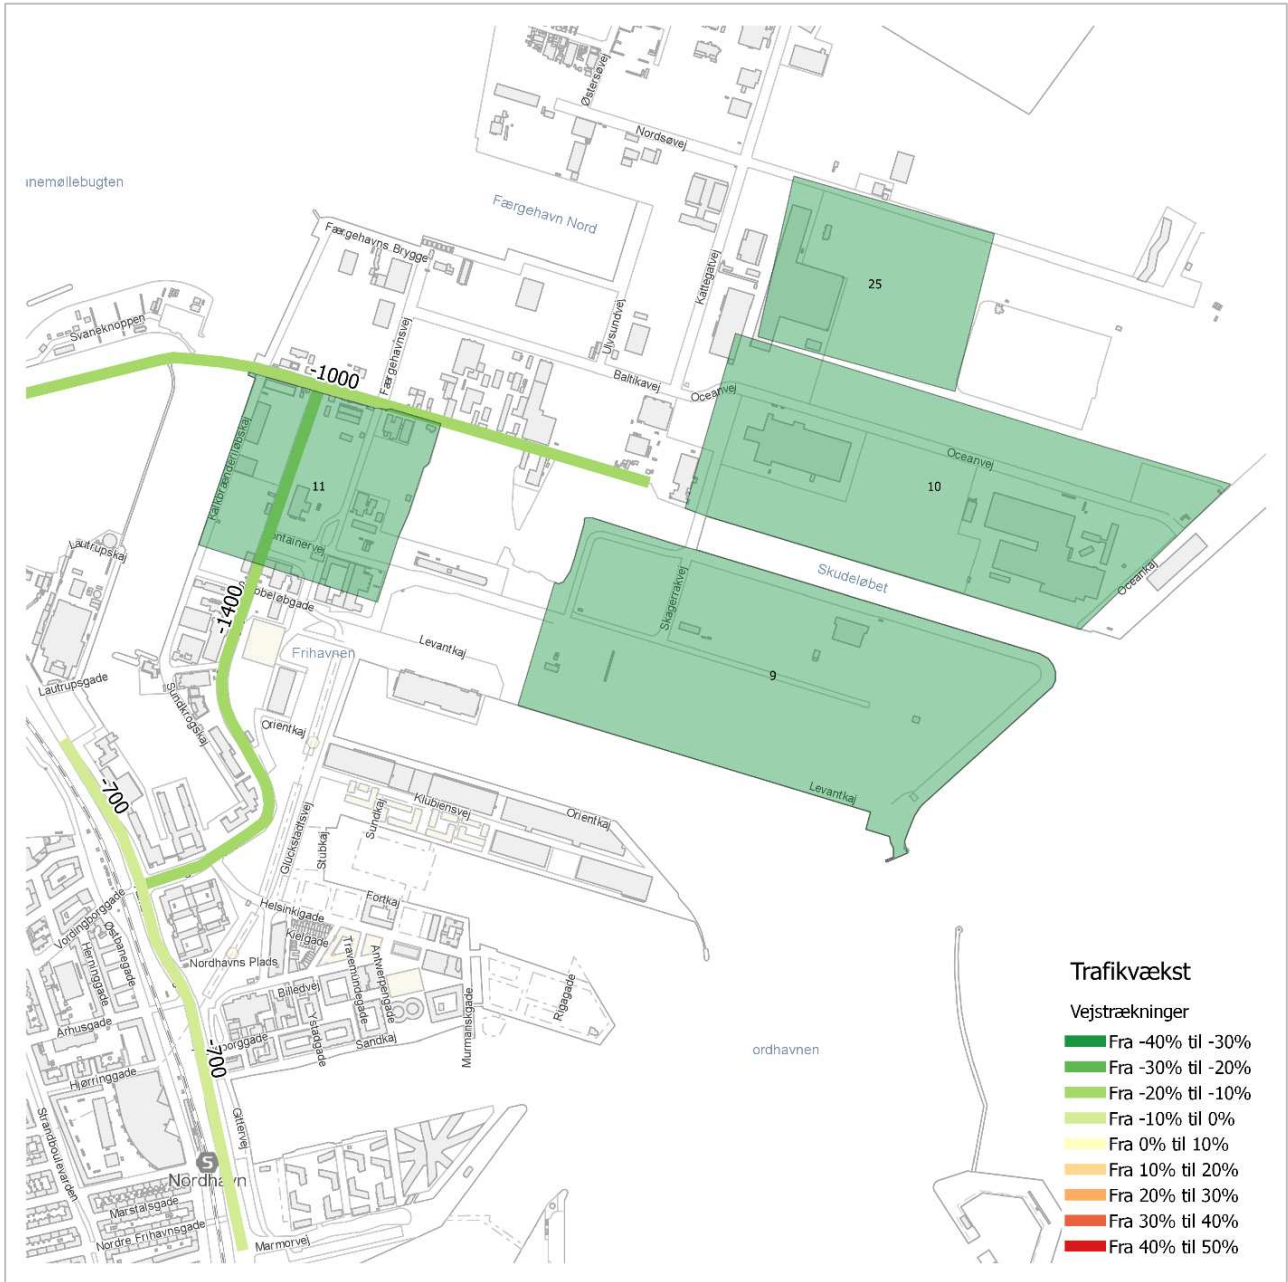 Østersøvej
Nordsøvej
Færgehavn Nord
Færgehavns Brygge
Kattegatvej
25
Svaneknoppen
Færgehavnsvej
Ulvsundvej
Baltikavej
Oceanvej
-1000
Oceanvej
Kalkbrænderiløbskaj
11
10
ontainervej
Lautrupskaj
Skudeløbet
Oceankaj
Skagerrakvej
-1400
obeløbgade
Levantkaj
Frihavnen
9
Lautrupsgade
Sundkrogskaj
Orientkaj
-700
Levantkaj
Klubiensvej
Orientkaj
Sundkaj
Glückstadtsvej
Stubkaj
Fortkaj
Helsinkigade
Vordingborggade
Østbanegade
Herninggade
Kielgade
Travemündegade
Antwerpengade
Nordhavns Plads
Billedvej
Ystadgade
Sandkaj
Murmanskgade
Rigagade
Århusgade
borggade
-700
ordhavnen
Hjørringgade
Strandboulevarden
Gittervej
S
Nordhavn
Marstalsgade
Nordre Frihavnsgade
Marmorvej
Trafikvækst
Vejstrækninger
Fra -40% til -30%
Fra -30% til -20%
Fra -20% til -10%
Fra -10% til 0%
Fra 0% til 10%
Fra 10% til 20%
Fra 20% til 30%
Fra 30% til 40%
Fra 40% til 50%